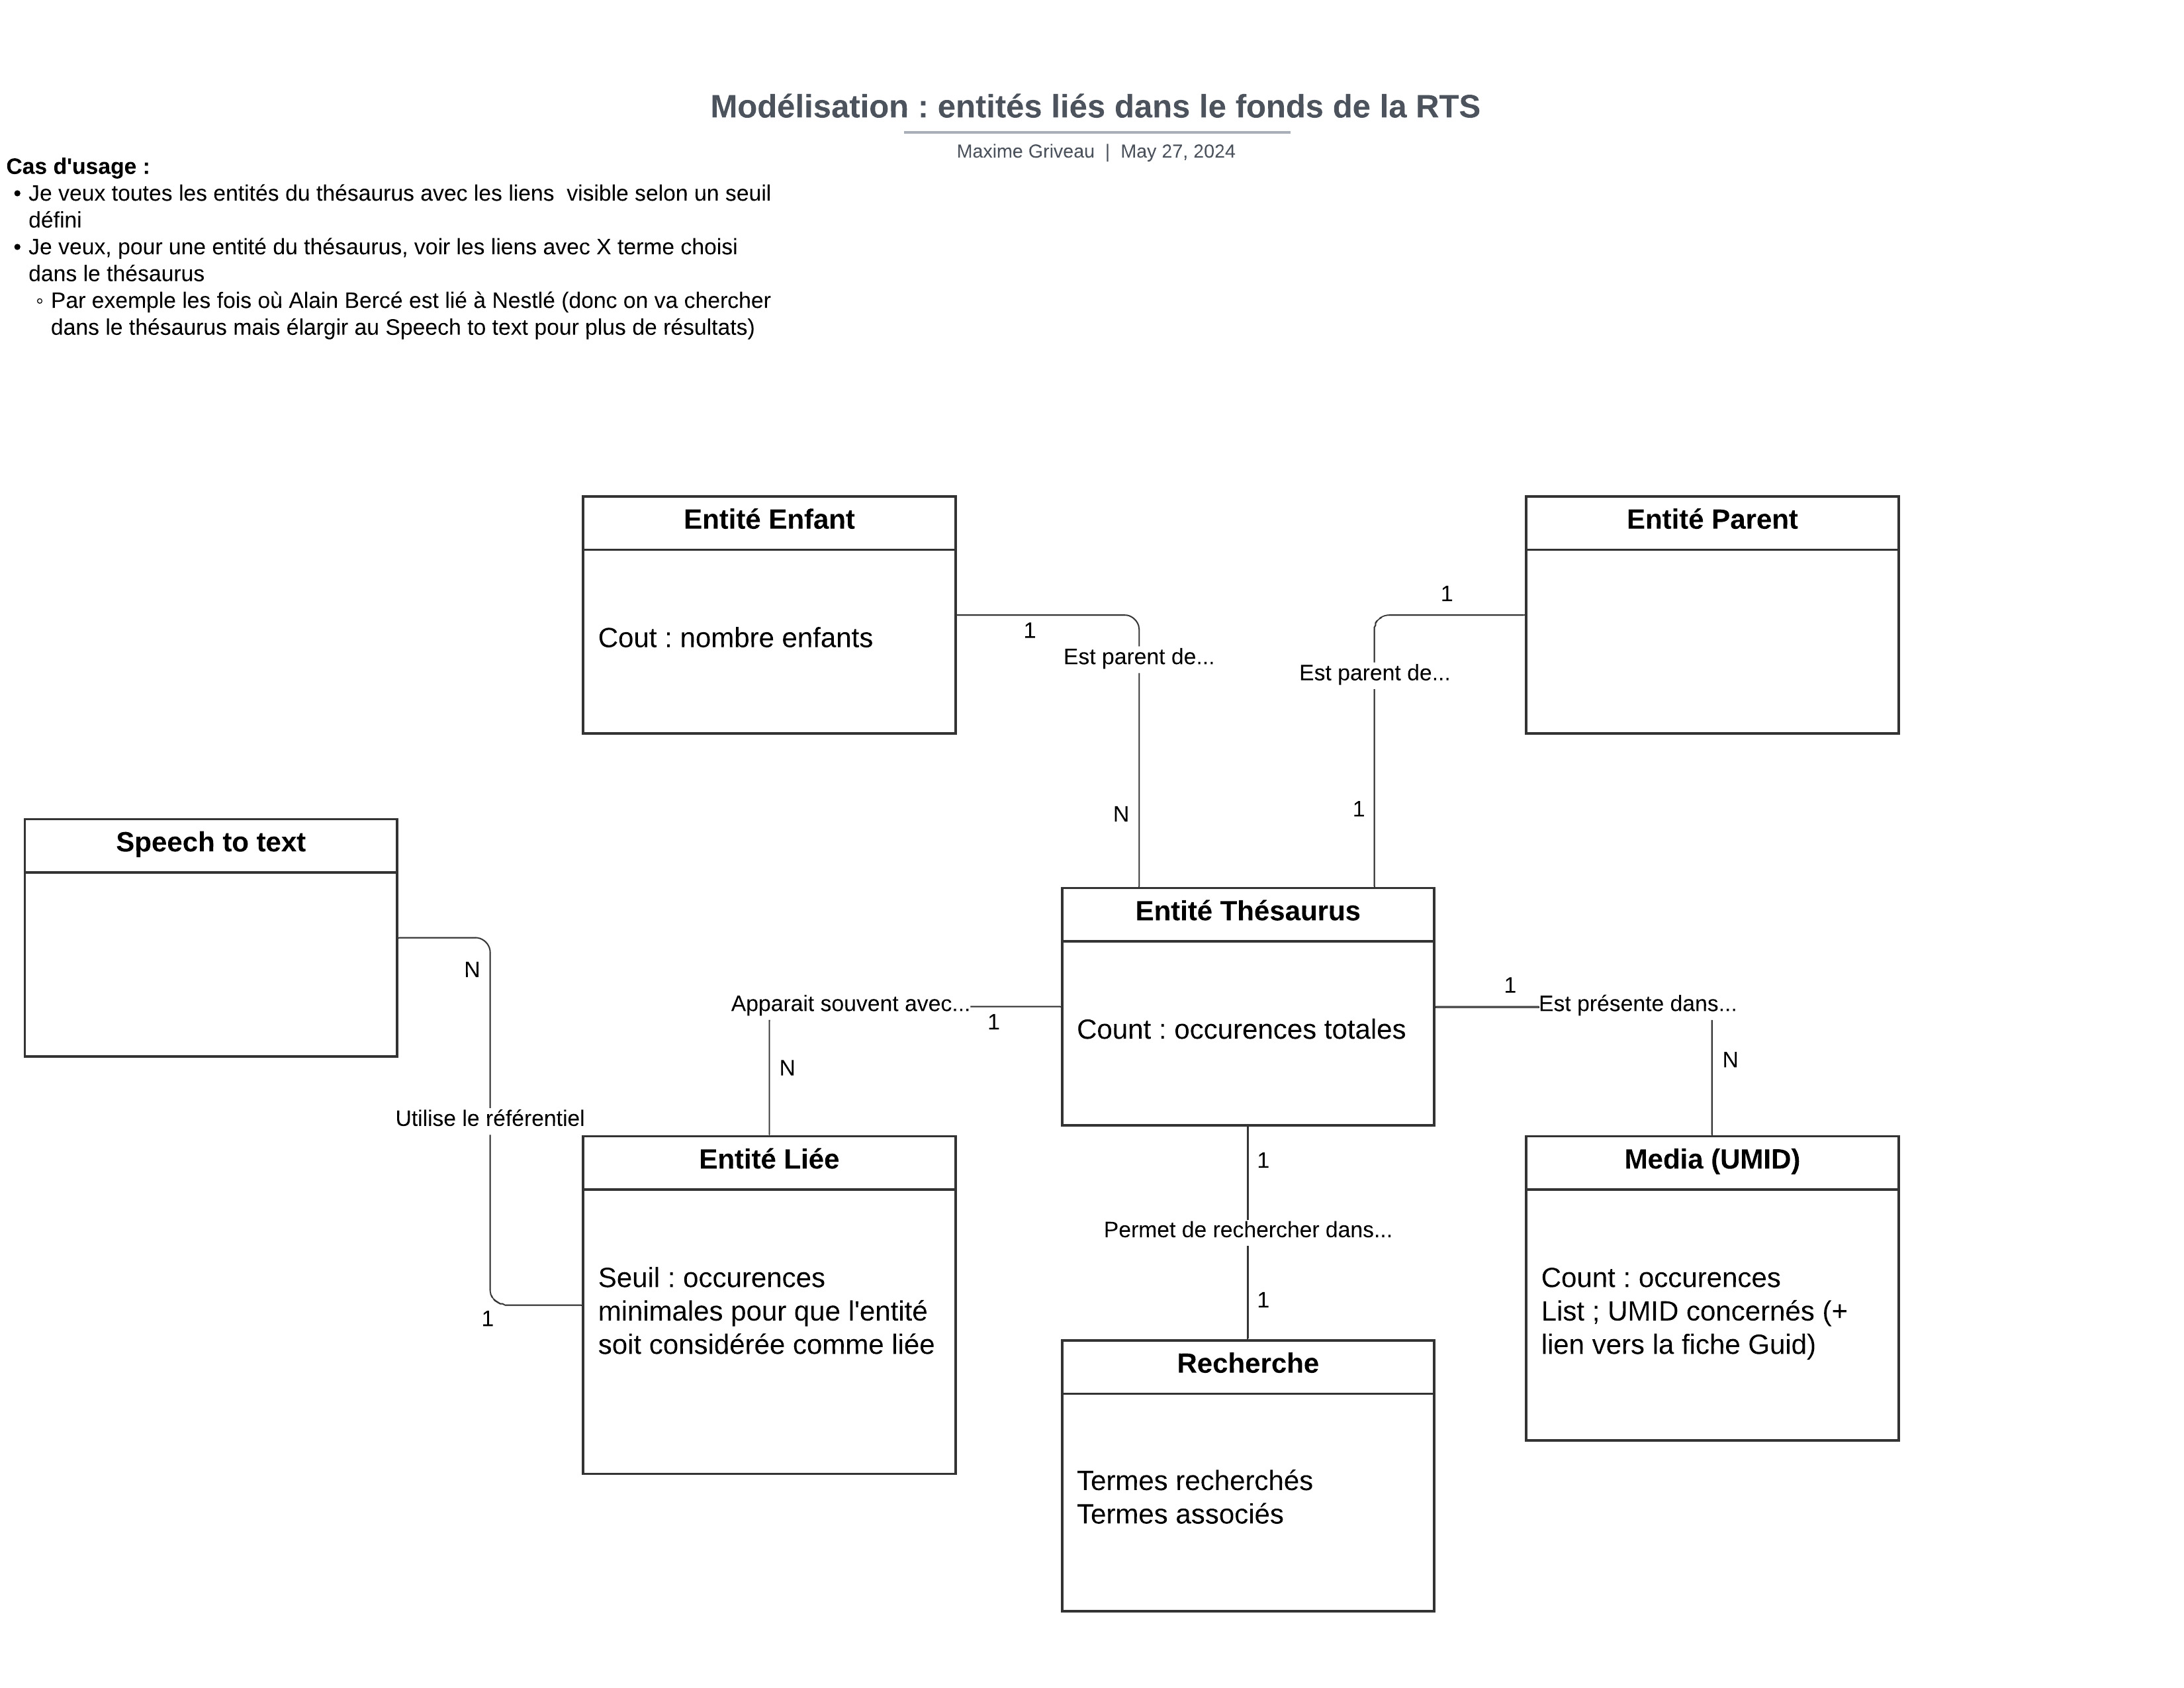 Modélisation : entités liés dans le fonds de la RTS
Maxime Griveau | May 27, 2024
Cas d'usage :
• Je veux toutes les entités du thésaurus avec les liens  visible selon un seuil
défini
• Je veux, pour une entité du thésaurus, voir les liens avec X terme choisi
dans le thésaurus
◦ Par exemple les fois où Alain Bercé est lié à Nestlé (donc on va chercher
dans le thésaurus mais élargir au Speech to text pour plus de résultats)
Entité Enfant
Cout : nombre enfants
Entité Parent
1
1
Est parent de...
Est parent de...
N
1
Speech to text
Entité Thésaurus
Count : occurences totales
N
Apparait souvent avec...
1
N
1
Est présente dans...
N
Utilise le référentiel
1
Entité Liée
Seuil : occurences
minimales pour que l'entité
soit considérée comme liée
1
Permet de rechercher dans...
1
Media (UMID)
Count : occurences
List ; UMID concernés (+
lien vers la fiche Guid)
Recherche
Termes recherchés
Termes associés